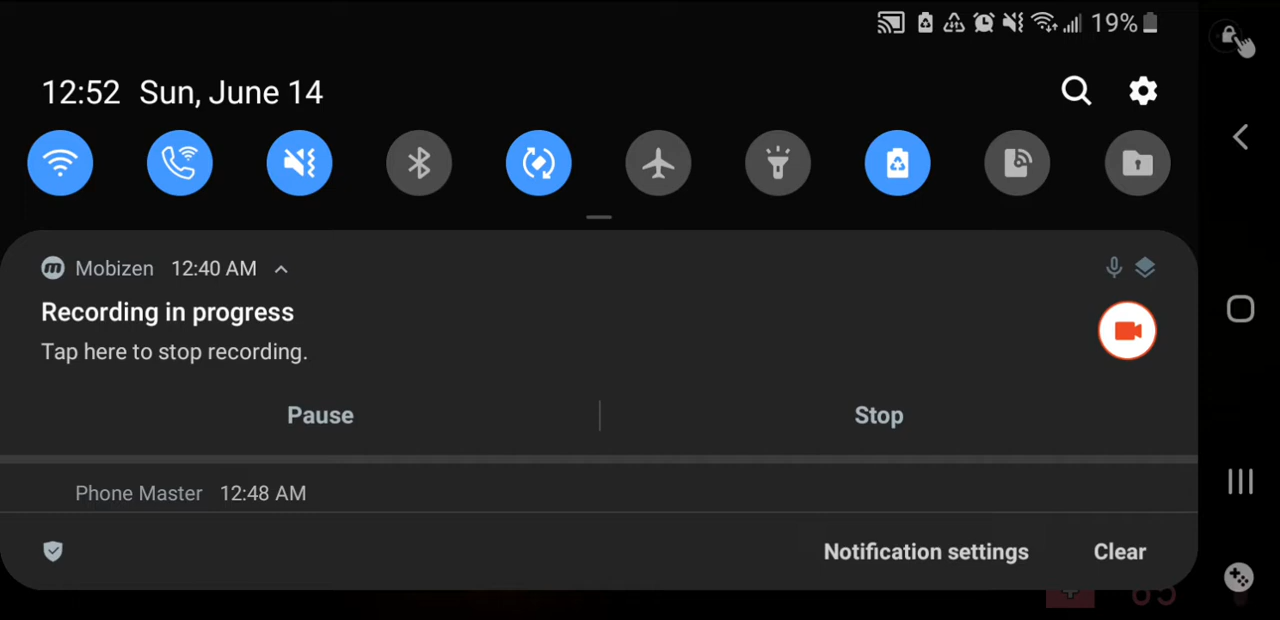 19%
12:52 Sun, June 14
Mobizen 12:40 AM
Recording in progress
Tap here to stop recording.
Pause Stop
Phone Master 12:48 AM
Notification settings Clear